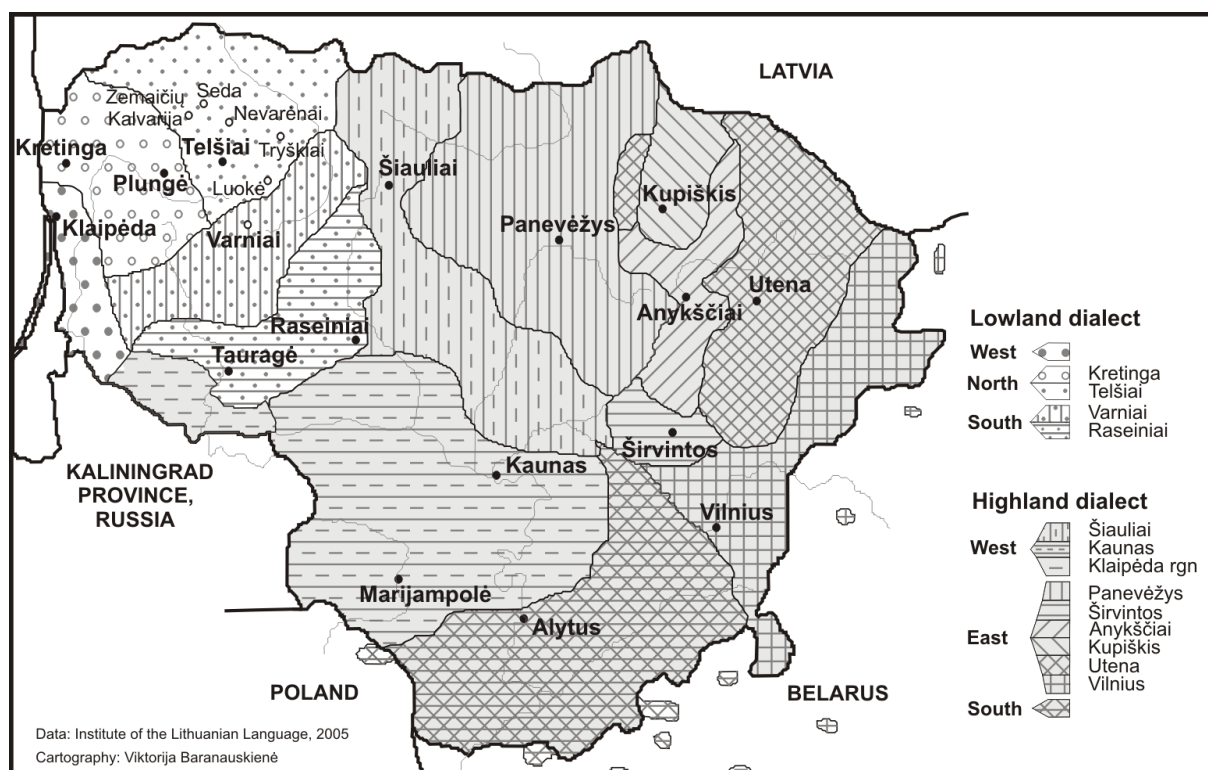 LATVIA
Seda
Žemaičių
Kalvarija
Nevarėnai
Kretinga
Telšiai
Tryškiai
Plungė
Luokė
Šiauliai
Kupiškis
Klaipėda
Varniai
Panevėžys
Utena
Anykščiai
Raseiniai
Tauragė
Širvintos
Kaunas
KALININGRAD
PROVINCE,
RUSSIA
Vilnius
Marijampolė
Alytus
POLAND
BELARUS
Lowland dialect
West
North
Kretinga
Telšiai
South
Varniai
Raseiniai
Highland dialect
West
Šiauliai
Kaunas
Klaipėda rgn
East
Panevėžys
Širvintos
Anykščiai
Kupiškis
Utena
Vilnius
South
Data: Institute of the Lithuanian Language, 2005
Cartography: Viktorija Baranauskienė